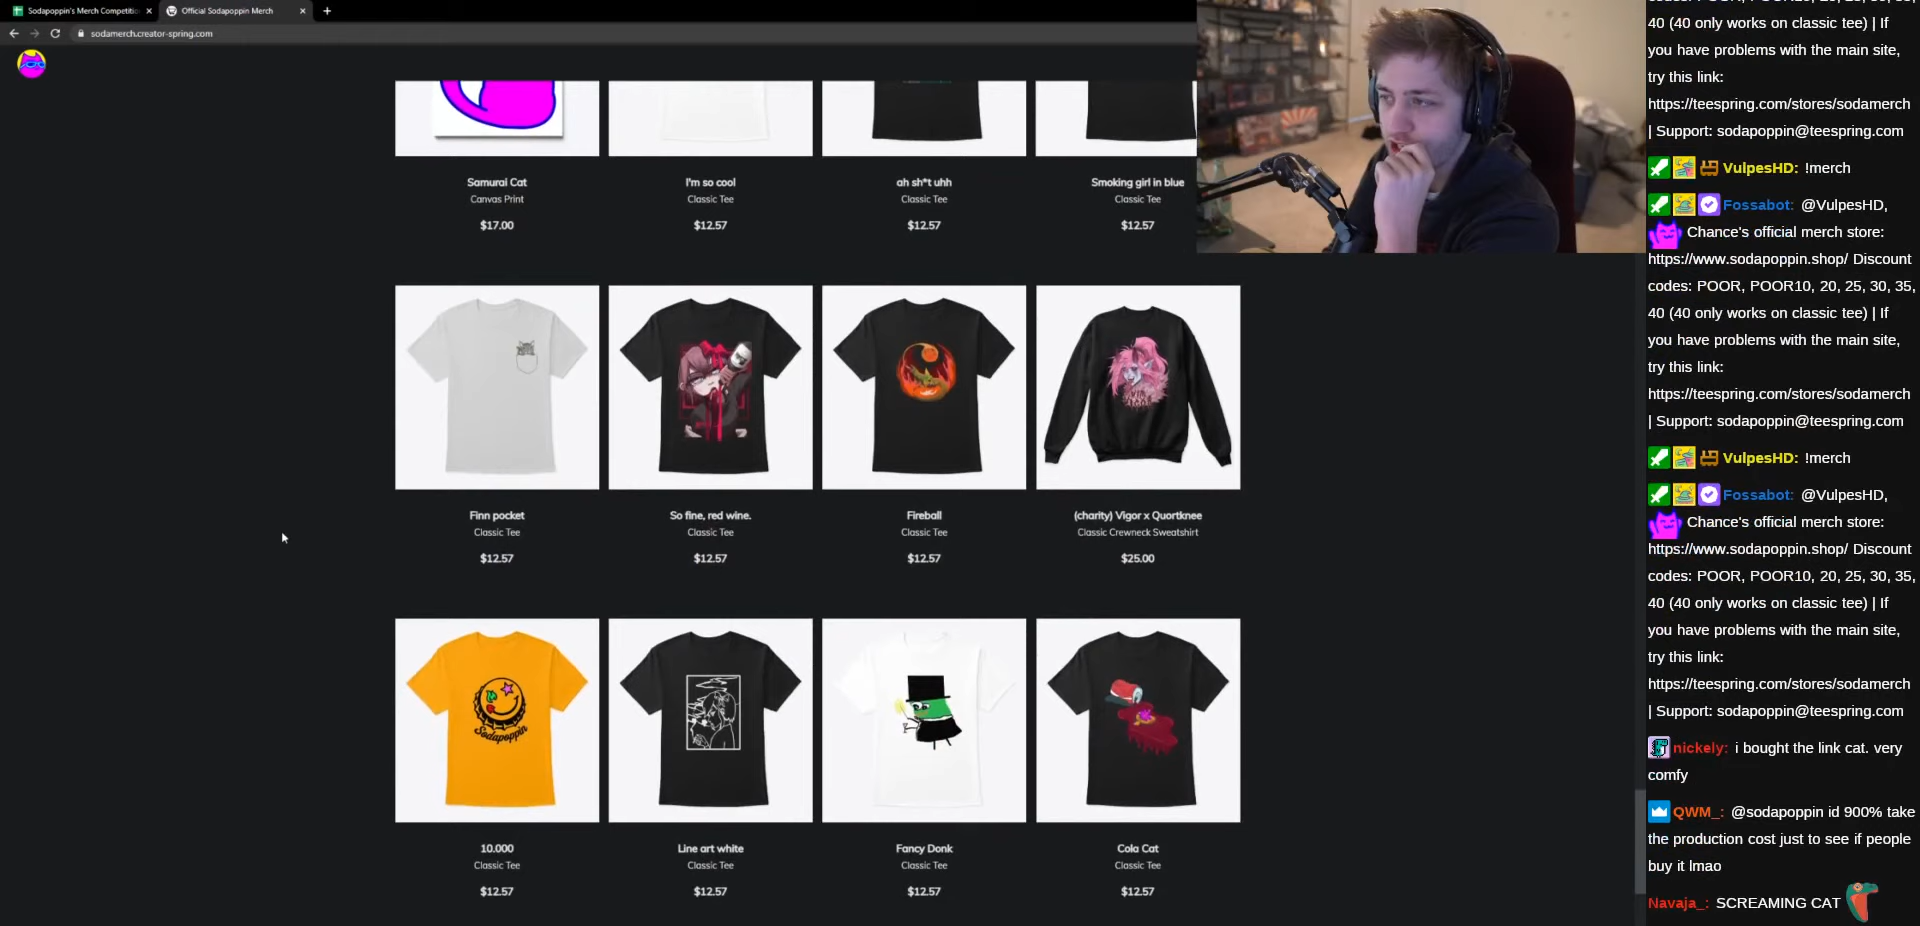 Sodapoppin's Merch Competitio
Official Sodapoppin Merch
sodamerch.creator-spring.com
Samurai Cat
Canvas Print
$17.00
I'm so cool
Classic Tee
$12.57
ah sh*t uhh
Classic Tee
$12.57
Smoking girl in blue
Classic Tee
$12.57
Finn pocket
Classic Tee
$12.57
So fine, red wine.
Classic Tee
$12.57
Fireball
Classic Tee
$12.57
(charity) Vigor x Quortknee
Classic Crewneck Sweatshirt
$25.00
Sodapoppin
10.000
Classic Tee
$12.57
Line art white
Classic Tee
$12.57
Fancy Donk
Classic Tee
$12.57
Cola Cat
Classic Tee
$12.57
40 (40 only works on classic tee) | If
you have problems with the main site,
try this link:
https://teespring.com/stores/sodamerch
| Support: sodapoppin@teespring.com
VulpesHD: !merch
Fossabot: @VulpesHD,
Chance's official merch store:
https://www.sodapoppin.shop/ Discount
codes: POOR, POOR10, 20, 25, 30, 35,
40 (40 only works on classic tee) | If
you have problems with the main site,
try this link:
https://teespring.com/stores/sodamerch
| Support: sodapoppin@teespring.com
VulpesHD: !merch
Fossabot: @VulpesHD,
Chance's official merch store:
https://www.sodapoppin.shop/ Discount
codes: POOR, POOR10, 20, 25, 30, 35,
40 (40 only works on classic tee) | If
you have problems with the main site,
try this link:
https://teespring.com/stores/sodamerch
| Support: sodapoppin@teespring.com
nickely: i bought the link cat. very
comfy
QWM_: @sodapoppin id 900% take
the production cost just to see if people
buy it lmao
Navaja_: SCREAMING CAT